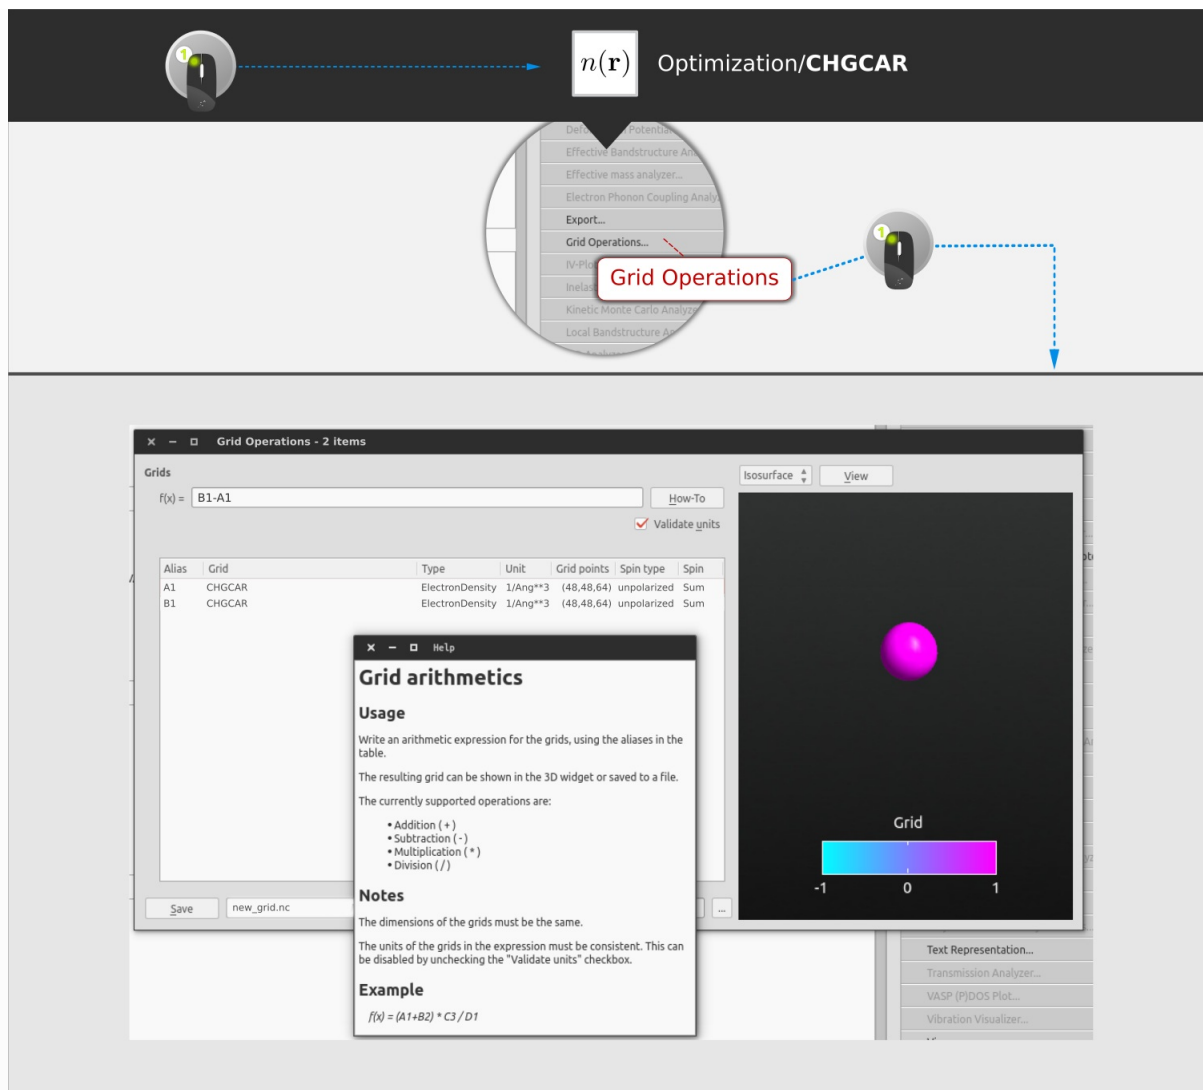 1
n(r) Optimization/CHGCAR
Potential
Effective Bandstructure Ana
Effective mass analyzer...
Electron Phonon Coupling Analy
Export...
Grid Operations...
1
IV-Plo
Grid Operations
Inelas
Kinetic Monte Carlo Analyze
Local Bandstructure An
Grid Operations - 2 items
Grids
Isosurface View
f(x) = B1-A1 How-To
Validate units
Alias Grid Type Unit Grid points Spin type Spin
A1 CHGCAR ElectronDensity 1/Ang**3 (48,48,64) unpolarized Sum
B1 CHGCAR ElectronDensity 1/Ang**3 (48,48,64) unpolarized Sum
Help
Grid arithmetics
Usage
Write an arithmetic expression for the grids, using the aliases in the
table.
The resulting grid can be shown in the 3D widget or saved to a file.
The currently supported operations are:
• Addition ( + )
• Subtraction ( - )
• Multiplication ( * )
• Division ( / )
Notes
The dimensions of the grids must be the same.
The units of the grids in the expression must be consistent. This can
be disabled by unchecking the "Validate units" checkbox.
Example
f(x) = (A1+B2) * C3 / D1
Save new_grid.nc ...
Grid
-1 0 1
Text Representation...
Transmission Analyzer...
VASP (P)DOS Plot...
Vibration Visualizer...